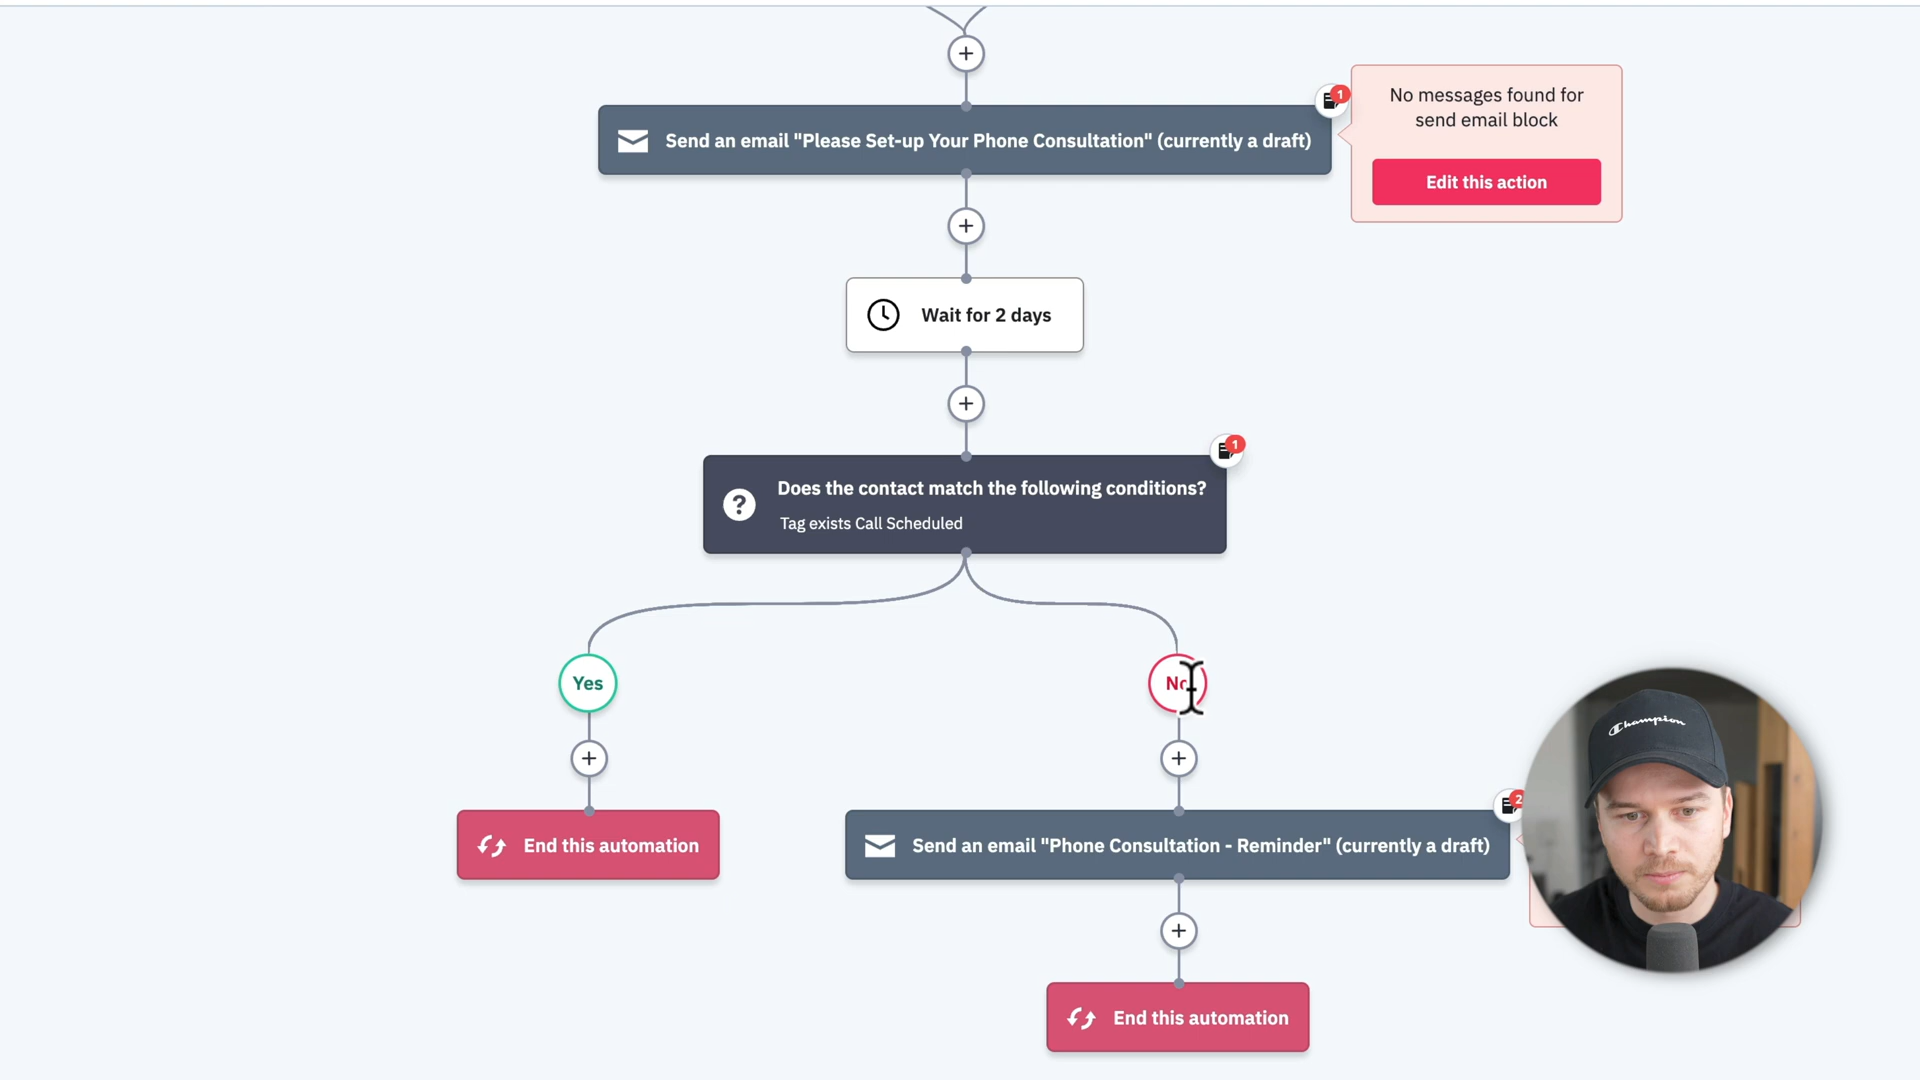 Send an email "Please Set-up Your Phone Consultation" (currently a draft)
1
No messages found for
send email block
Edit this action
Wait for 2 days
1
Does the contact match the following conditions?
Tag exists Call Scheduled
Yes
No
End this automation
Send an email "Phone Consultation - Reminder" (currently a draft)
2
Champion
End this automation